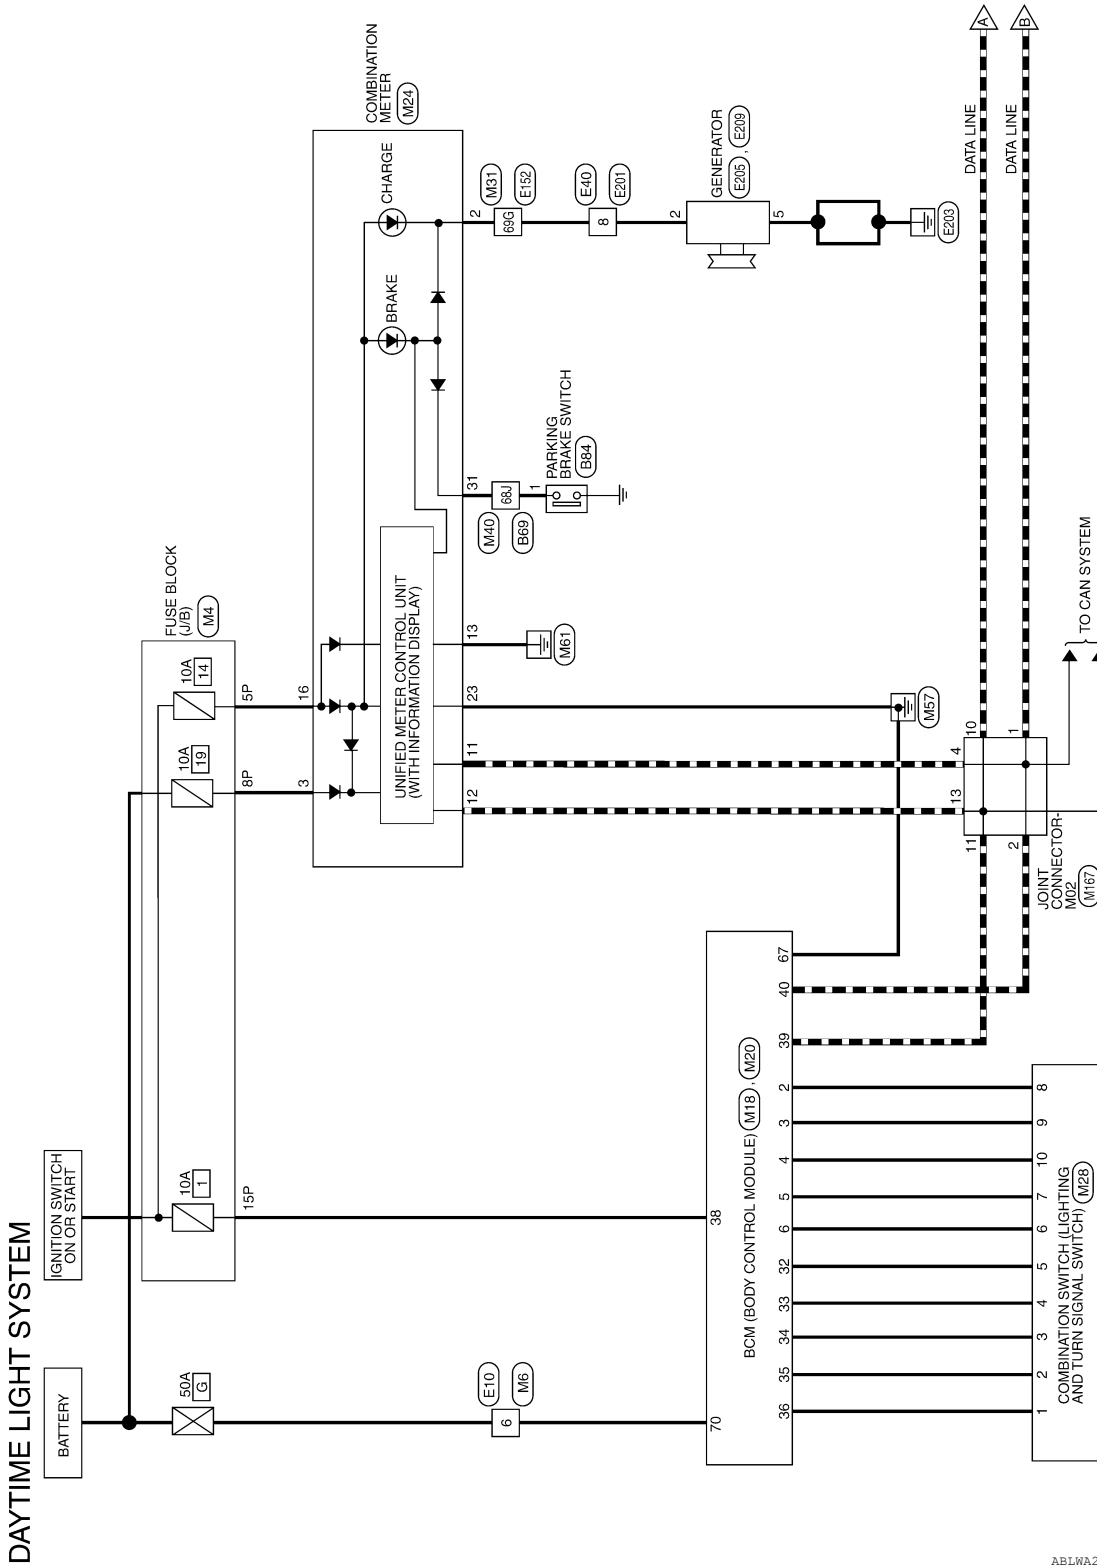 DAYTIME LIGHT SYSTEM
BATTERY
IGNITION SWITCH
ON OR START
50A
G
10A
1
10A
19
10A
14
FUSE BLOCK
(J/B)
M4
15P
8P
5P
E10
6
M6
3
16
COMBINATION
METER
M24
BRAKE
CHARGE
UNIFIED METER CONTROL UNIT
(WITH INFORMATION DISPLAY)
12
11
23
13
31
2
M61
M40
68J
B69
1
PARKING
BRAKE SWITCH
B84
M31
69G
E152
E40
8
E201
2
GENERATOR
E205 , E209
5
E203
M57
70
38
BCM (BODY CONTROL MODULE) M18 , M20
36
35
34
33
32
6
5
4
3
2
39
40
67
1
2
3
4
5
6
7
10
9
8
COMBINATION SWITCH (LIGHTING
AND TURN SIGNAL SWITCH) M28
11
13
4
10
2
1
JOINT
CONNECTOR-
M02
M167
TO CAN SYSTEM
DATA LINE
A
DATA LINE
B
ABLWA2